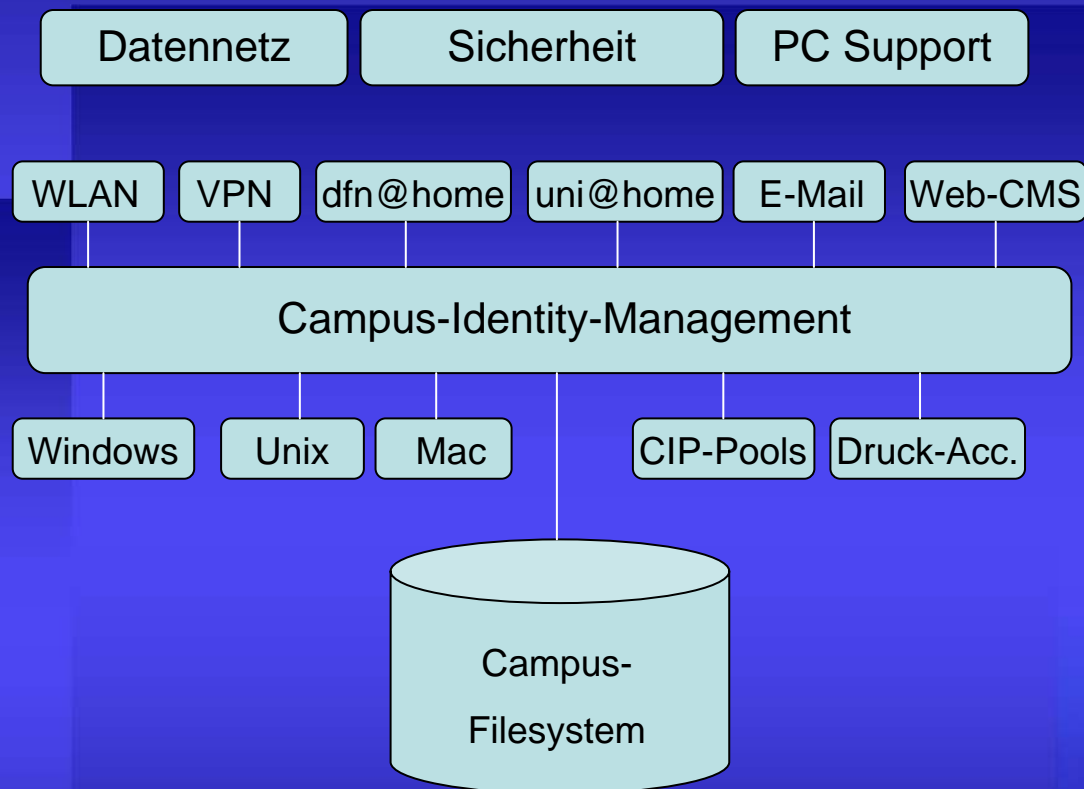 Datennetz Sicherheit PC Support
WLAN VPN dfn@home uni@home E-Mail Web-CMS
Campus-Identity-Management
Windows Unix Mac CIP-Pools Druck-Acc.
Campus-
Filesystem